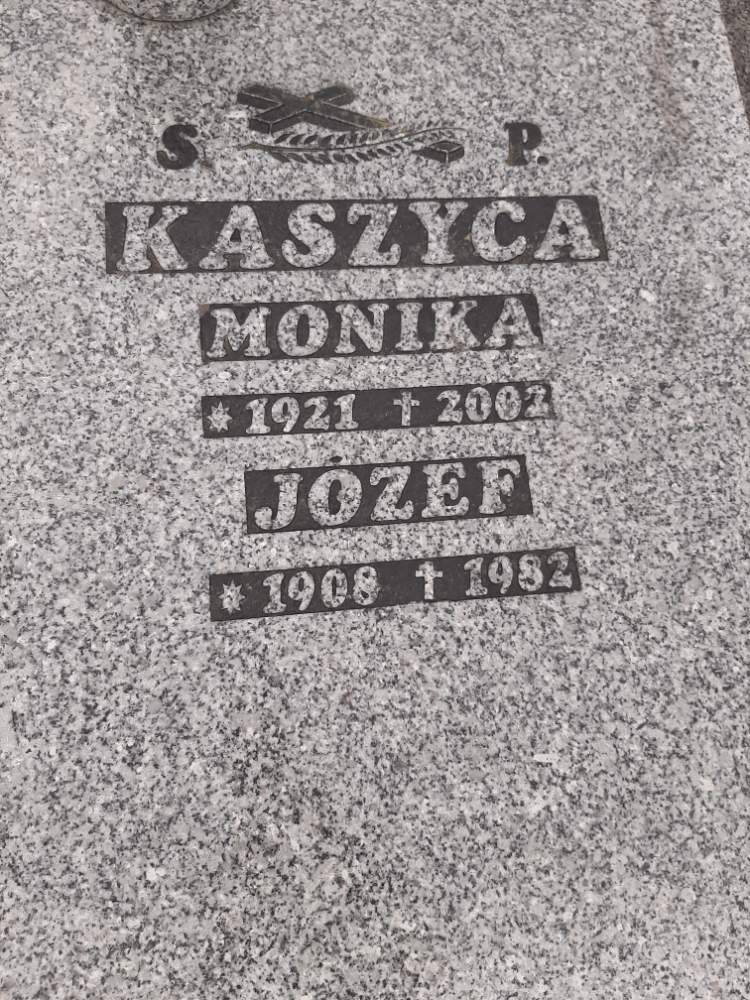 S. P.
KASZYCA
MONIKA
* 1921 † 2002
JÓZEF
* 1908 † 1982